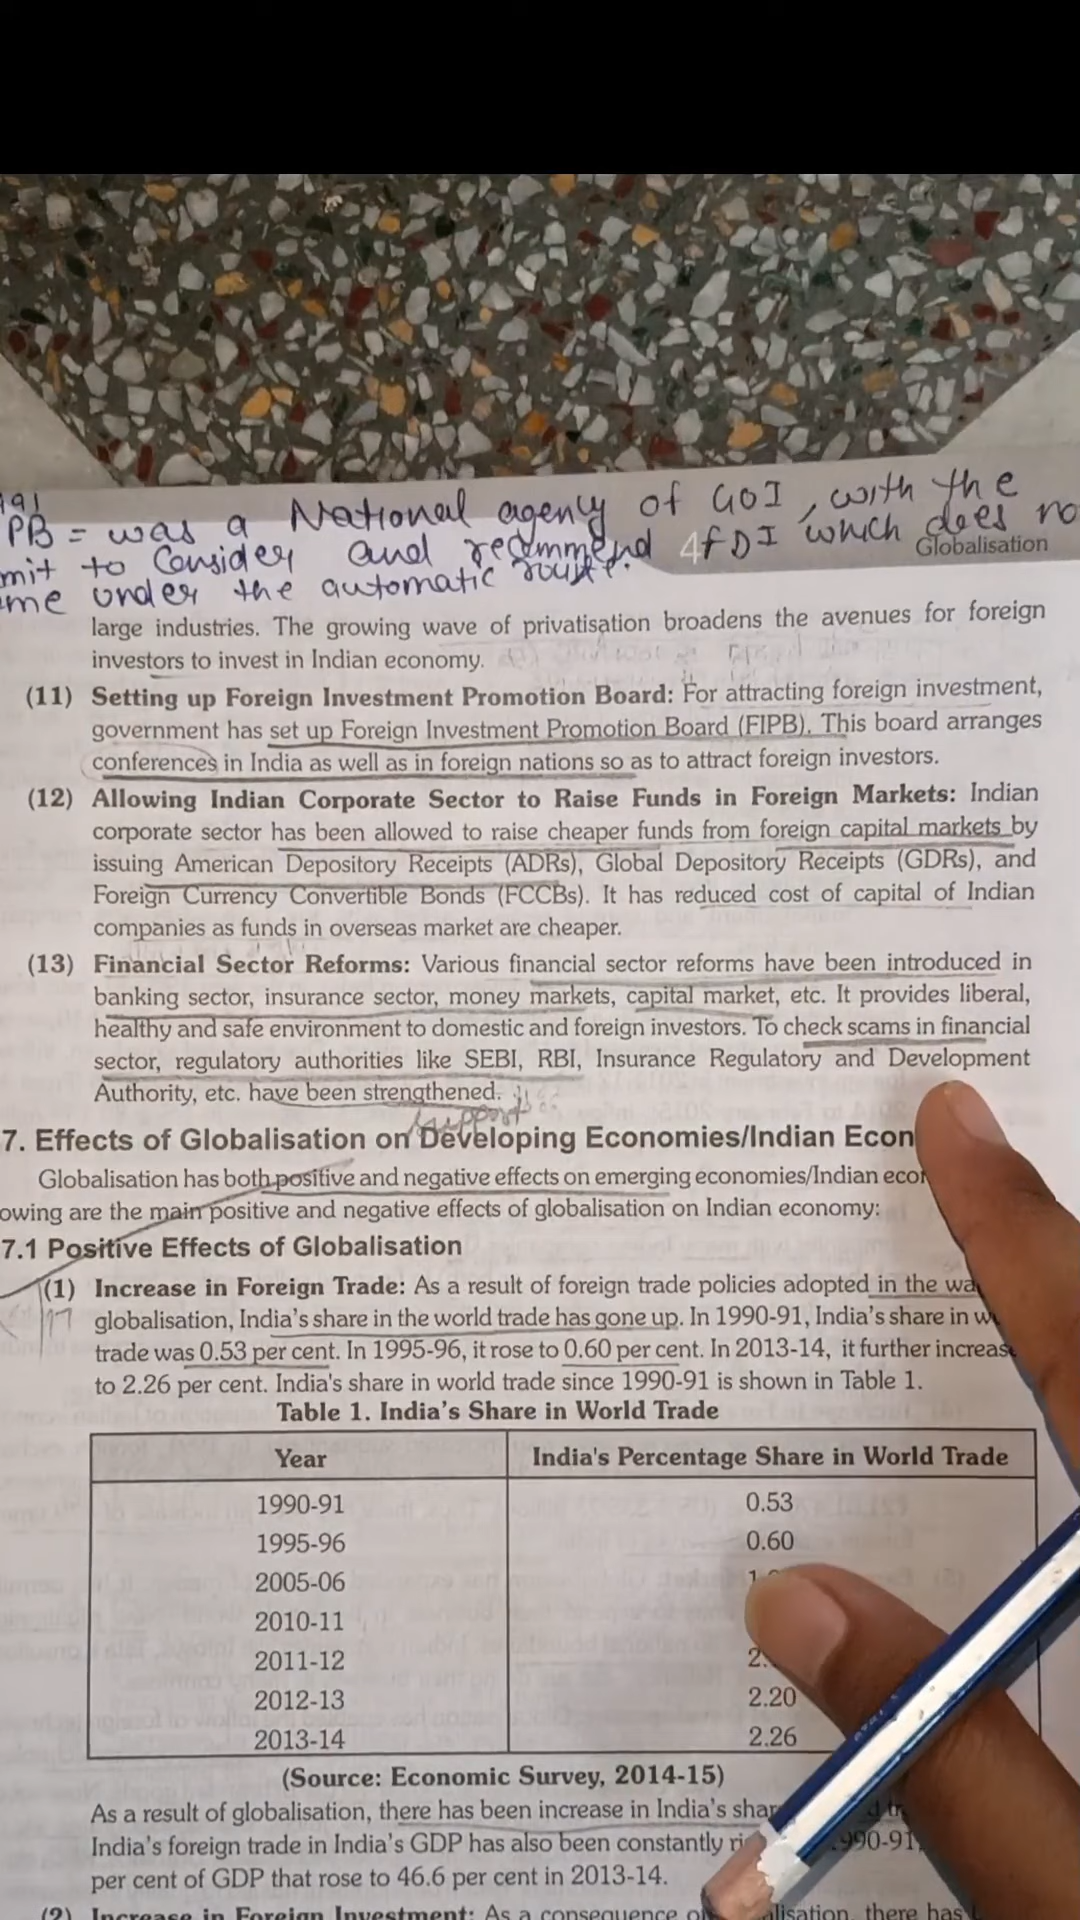 191
PB = was a National agency of GOI, with the
mit to Consider and recommend 4 FDI which does no
Globalisation
me under the automatic route.
large industries. The growing wave of privatisation broadens the avenues for foreign
investors to invest in Indian economy.
(11) Setting up Foreign Investment Promotion Board: For attracting foreign investment,
government has set up Foreign Investment Promotion Board (FIPB). This board arranges
conferences in India as well as in foreign nations so as to attract foreign investors.
(12) Allowing Indian Corporate Sector to Raise Funds in Foreign Markets: Indian
corporate sector has been allowed to raise cheaper funds from foreign capital markets by
issuing American Depository Receipts (ADRs), Global Depository Receipts (GDRs), and
Foreign Currency Convertible Bonds (FCCBs). It has reduced cost of capital of Indian
companies as funds in overseas market are cheaper.
(13) Financial Sector Reforms: Various financial sector reforms have been introduced in
banking sector, insurance sector, money markets, capital market, etc. It provides liberal,
healthy and safe environment to domestic and foreign investors. To check scams in financial
sector, regulatory authorities like SEBI, RBI, Insurance Regulatory and Development
Authority, etc. have been strengthened.
support
7. Effects of Globalisation on Developing Economies/Indian Econ
Globalisation has both positive and negative effects on emerging economies/Indian econ
owing are the main positive and negative effects of globalisation on Indian economy:
7.1 Positive Effects of Globalisation
(1) Increase in Foreign Trade: As a result of foreign trade policies adopted in the wa
globalisation, India's share in the world trade has gone up. In 1990-91, India's share in w
trade was 0.53 per cent. In 1995-96, it rose to 0.60 per cent. In 2013-14, it further increas
to 2.26 per cent. India's share in world trade since 1990-91 is shown in Table 1.
Table 1. India's Share in World Trade
Year India's Percentage Share in World Trade
1990-91 0.53
1995-96 0.60
2005-06 1
2010-11
2011-12 2.
2012-13 2.20
2013-14 2.26
(Source: Economic Survey, 2014-15)
As a result of globalisation, there has been increase in India's shar d tr
India's foreign trade in India's GDP has also been constantly ri 990-91,
per cent of GDP that rose to 46.6 per cent in 2013-14.
(2) Increase in Foreign Investment: As a consequence o alisation, there has